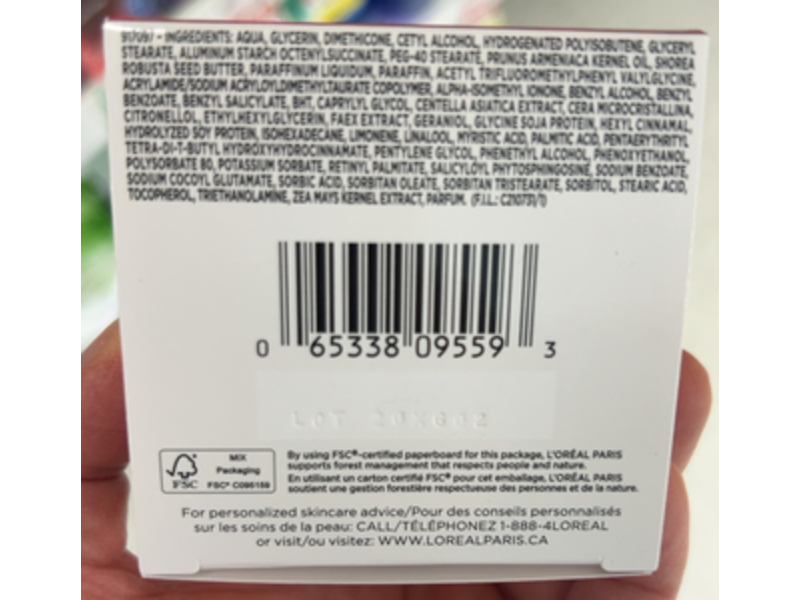 917097 - INGREDIENTS: AQUA, GLYCERIN, DIMETHICONE, CETYL ALCOHOL, HYDROGENATED POLYISOBUTENE, GLYCERYL
STEARATE, ALUMINUM STARCH OCTENYLSUCCINATE, PEG-40 STEARATE, PRUNUS ARMENIACA KERNEL OIL, SHOREA
ROBUSTA SEED BUTTER, PARAFFINUM LIQUIDUM, PARAFFIN, ACETYL TRIFLUOROMETHYLPHENYL VALYLGLYCINE,
ACRYLAMIDE/SODIUM ACRYLOYLDIMETHYLTAURATE COPOLYMER, ALPHA-ISOMETHYL IONONE, BENZYL ALCOHOL, BENZYL
BENZOATE, BENZYL SALICYLATE, BHT, CAPRYLYL GLYCOL, CENTELLA ASIATICA EXTRACT, CERA MICROCRISTALLINA,
CITRONELLOL, ETHYLHEXYLGLYCERIN, FAEX EXTRACT, GERANIOL, GLYCINE SOJA PROTEIN, HEXYL CINNAMAL,
HYDROLYZED SOY PROTEIN, ISOHEXADECANE, LIMONENE, LINALOOL, MYRISTIC ACID, PALMITIC ACID, PENTAERYTHRITYL
TETRA-DI-T-BUTYL HYDROXYHYDROCINNAMATE, PENTYLENE GLYCOL, PHENETHYL ALCOHOL, PHENOXYETHANOL,
POLYSORBATE 80, POTASSIUM SORBATE, RETINYL PALMITATE, SALICYLOYL PHYTOSPHINGOSINE, SODIUM BENZOATE,
SODIUM COCOYL GLUTAMATE, SORBIC ACID, SORBITAN OLEATE, SORBITAN TRISTEARATE, SORBITOL, STEARIC ACID,
TOCOPHEROL, TRIETHANOLAMINE, ZEA MAYS KERNEL EXTRACT, PARFUM. (F.I.L.: C210731/1)
0 65338 09559 3
LOT 20X602
FSC
MIX
Packaging
FSC® C095159
By using FSC®-certified paperboard for this package, L'ORÉAL PARIS
supports forest management that respects people and nature.
En utilisant un carton certifié FSC® pour cet emballage, L'ORÉAL PARIS
soutient une gestion forestière respectueuse des personnes et de la nature.
For personalized skincare advice/Pour des conseils personnalisés
sur les soins de la peau: CALL/TÉLÉPHONEZ 1-888-4LOREAL
or visit/ou visitez: WWW.LOREALPARIS.CA